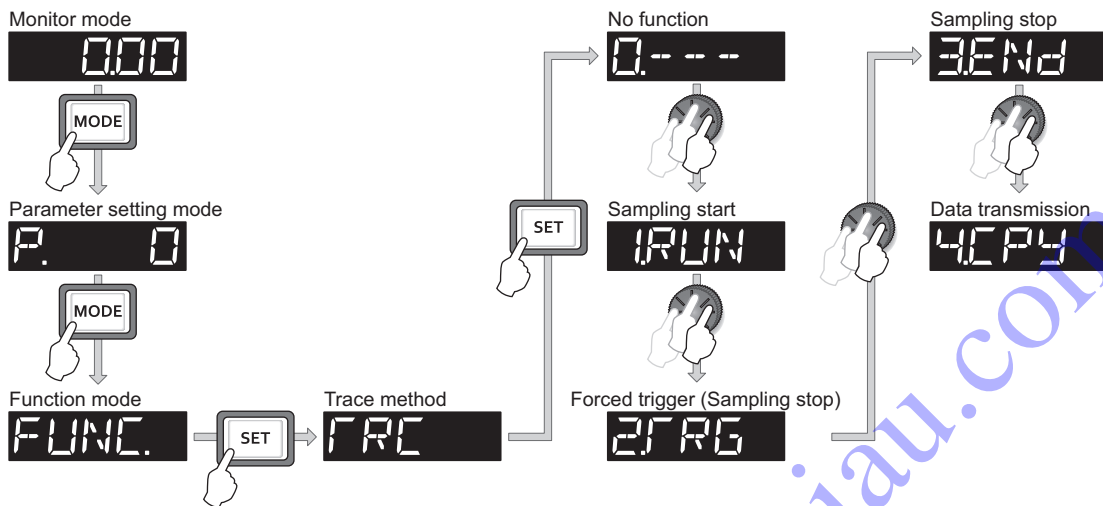 Monitor mode
0.00
MODE
Parameter setting mode
P. 0
MODE
Function mode
FUNC.
SET
Trace method
TRC
SET
No function
0.---
Sampling start
1.RUN
Forced trigger (Sampling stop)
2.TRG
Sampling stop
3.ENd
Data transmission
4.CPY
iau.com